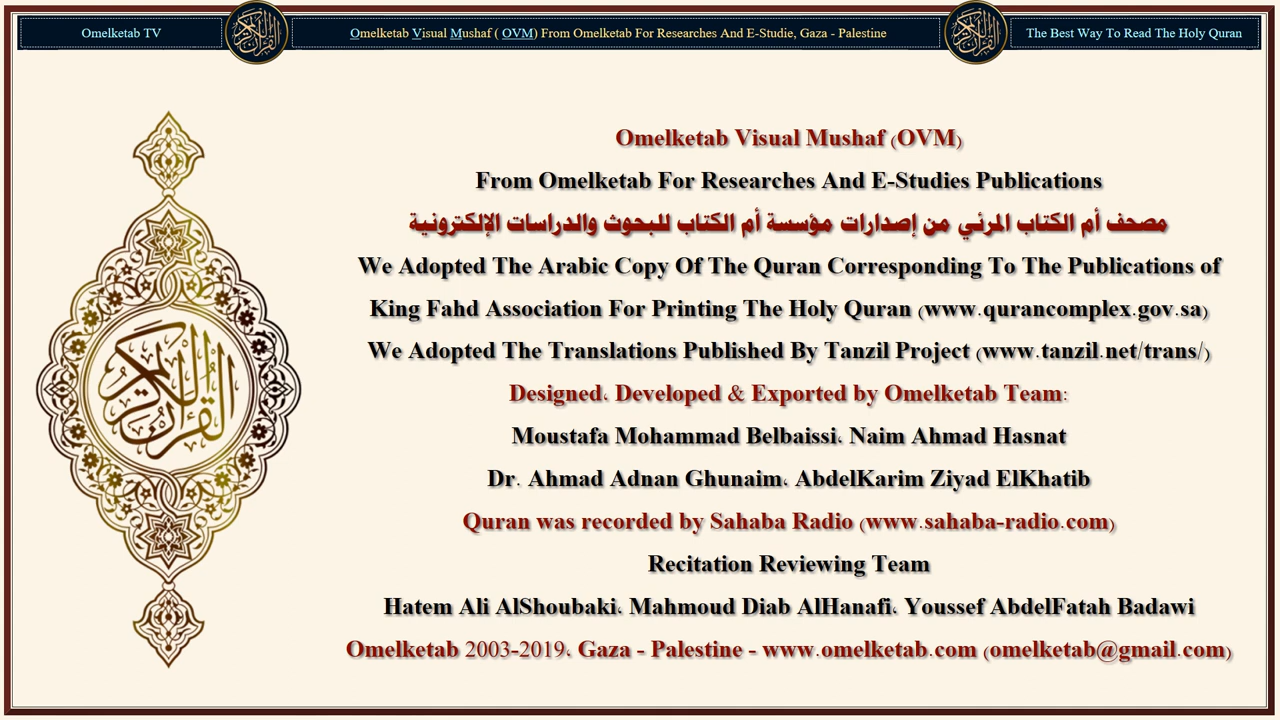 Omelketab TV
Omelketab Visual Mushaf ( OVM) From Omelketab For Researches And E-Studie, Gaza - Palestine
The Best Way To Read The Holy Quran
القرآن الكريم
Omelketab Visual Mushaf (OVM)
From Omelketab For Researches And E-Studies Publications
مصحف أم الكتاب المرئي من إصدارات مؤسسة أم الكتاب للبحوث والدراسات الإلكترونية
We Adopted The Arabic Copy Of The Quran Corresponding To The Publications of
King Fahd Association For Printing The Holy Quran (www.qurancomplex.gov.sa)
We Adopted The Translations Published By Tanzil Project (www.tanzil.net/trans/)
Designed، Developed & Exported by Omelketab Team:
Moustafa Mohammad Belbaissi، Naim Ahmad Hasnat
Dr. Ahmad Adnan Ghunaim، AbdelKarim Ziyad ElKhatib
Quran was recorded by Sahaba Radio (www.sahaba-radio.com)
Recitation Reviewing Team
Hatem Ali AlShoubaki، Mahmoud Diab AlHanafi، Youssef AbdelFatah Badawi
Omelketab 2003-2019، Gaza - Palestine - www.omelketab.com (omelketab@gmail.com)